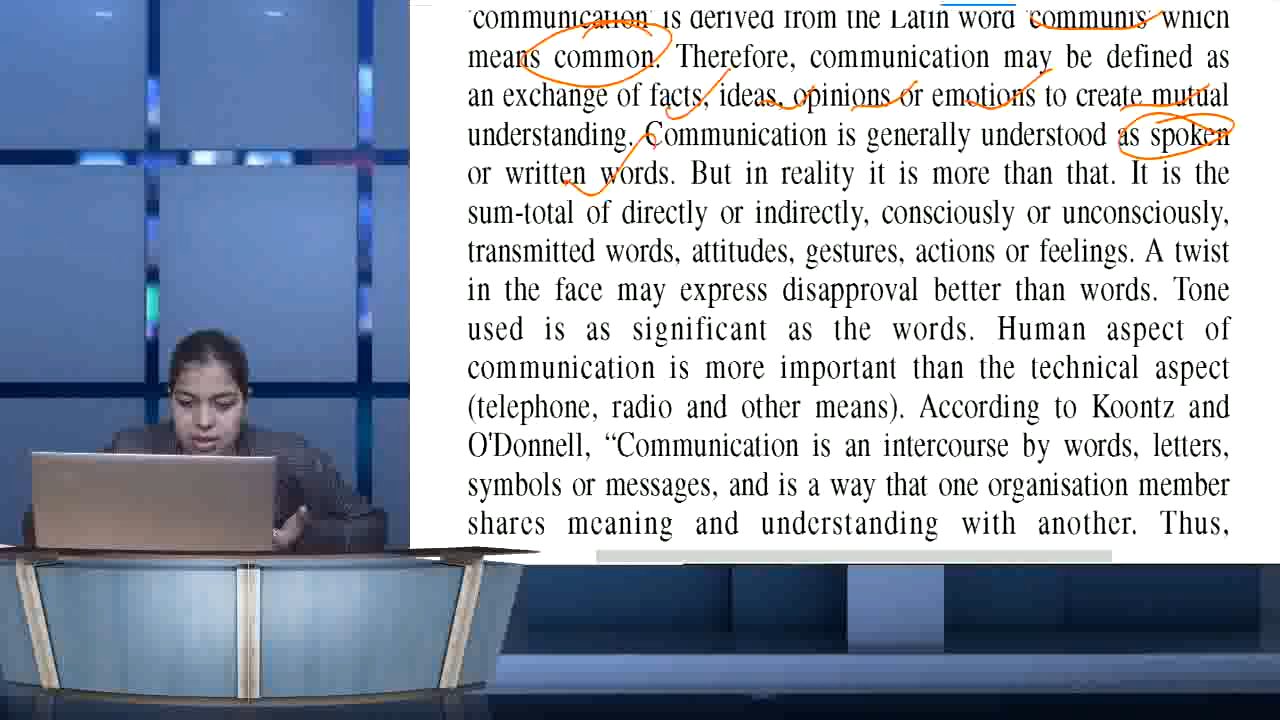 'communication' is derived from the Latin word 'communis' which
means common. Therefore, communication may be defined as
an exchange of facts, ideas, opinions or emotions to create mutual
understanding. Communication is generally understood as spoken
or written words. But in reality it is more than that. It is the
sum-total of directly or indirectly, consciously or unconsciously,
transmitted words, attitudes, gestures, actions or feelings. A twist
in the face may express disapproval better than words. Tone
used is as significant as the words. Human aspect of
communication is more important than the technical aspect
(telephone, radio and other means). According to Koontz and
O'Donnell, “Communication is an intercourse by words, letters,
symbols or messages, and is a way that one organisation member
shares meaning and understanding with another. Thus,